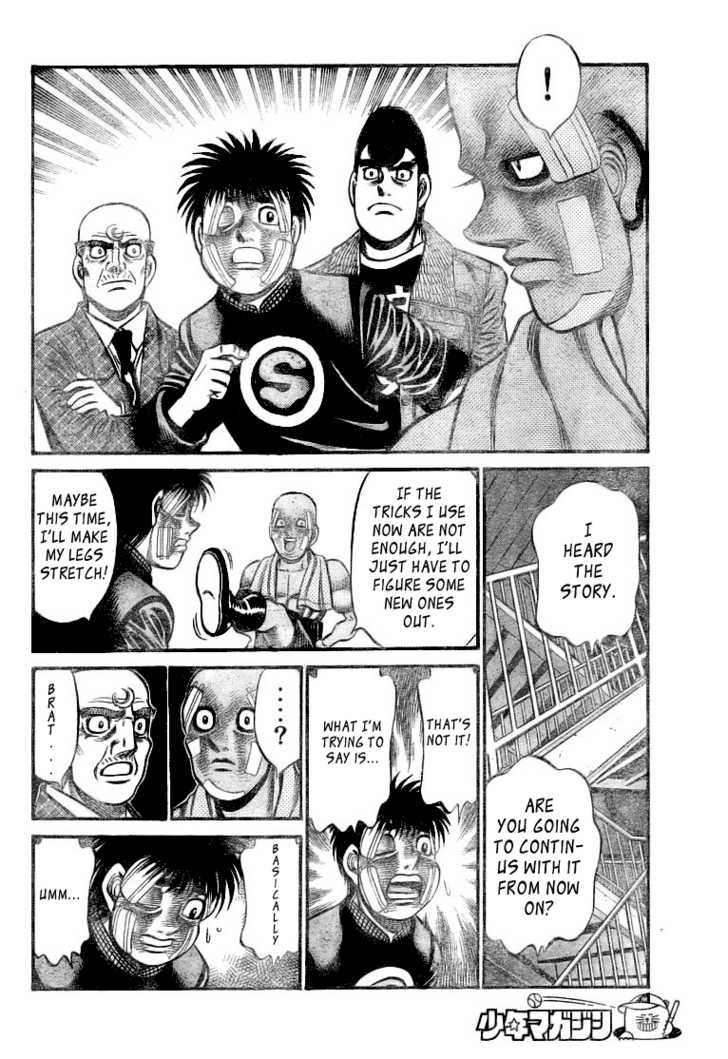 !
S
ウ
I
HEARD
THE
STORY.
ARE
YOU GOING
TO CONTIN-
US WITH IT
FROM NOW
ON?
IF THE
TRICKS I USE
NOW ARE NOT
ENOUGH, I'LL
JUST HAVE TO
FIGURE SOME
NEW ONES
OUT.
MAYBE
THIS TIME,
I'LL MAKE
MY LEGS
STRETCH!
THAT'S
NOT IT!
WHAT I'M
TRYING TO
SAY IS...
....?
BRAT...
BASICALLY
UMM...
少年マガジン